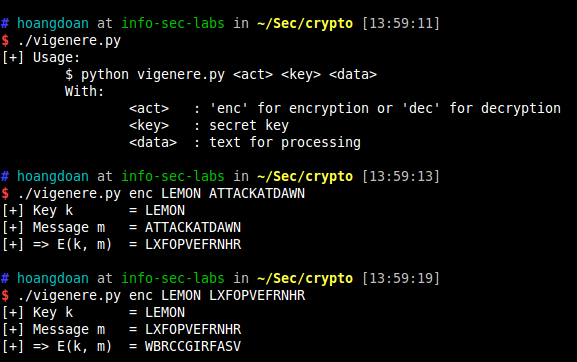 # hoangdoan at info-sec-labs in ~/Sec/crypto [13:59:11]
$ ./vigenere.py
[+] Usage:
        $ python vigenere.py <act> <key> <data>
        With:
                <act>   : 'enc' for encryption or 'dec' for decryption
                <key>   : secret key
                <data>  : text for processing
# hoangdoan at info-sec-labs in ~/Sec/crypto [13:59:13]
$ ./vigenere.py enc LEMON ATTACKATDAWN
[+] Key k       = LEMON
[+] Message m   = ATTACKATDAWN
[+] => E(k, m)  = LXFOPVEFRNHR
# hoangdoan at info-sec-labs in ~/Sec/crypto [13:59:19]
$ ./vigenere.py enc LEMON LXFOPVEFRNHR
[+] Key k       = LEMON
[+] Message m   = LXFOPVEFRNHR
[+] => E(k, m)  = WBRCCGIRFASV